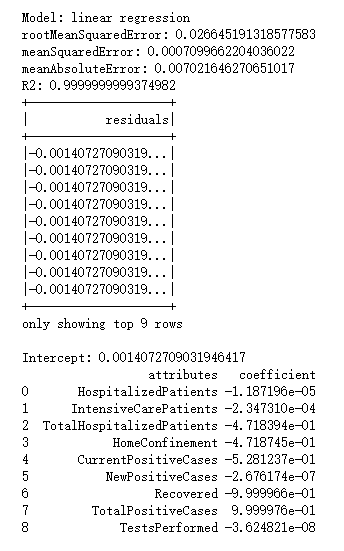 Model: linear regression
rootMeanSquaredError: 0.026645191318577583
meanSquaredError: 0.0007099662204036022
meanAbsoluteError: 0.007021646270651017
R2: 0.9999999999374982
+-------------------+
|          residuals|
+-------------------+
|-0.00140727090319...|
|-0.00140727090319...|
|-0.00140727090319...|
|-0.00140727090319...|
|-0.00140727090319...|
|-0.00140727090319...|
|-0.00140727090319...|
|-0.00140727090319...|
|-0.00140727090319...|
+-------------------+
only showing top 9 rows
Intercept: 0.0014072709031946417
attributes coefficient
0 HospitalizedPatients -1.187196e-05
1 IntensiveCarePatients -2.347310e-04
2 TotalHospitalizedPatients -4.718394e-01
3 HomeConfinement -4.718745e-01
4 CurrentPositiveCases -5.281237e-01
5 NewPositiveCases -2.676174e-07
6 Recovered -9.999966e-01
7 TotalPositiveCases 9.999976e-01
8 TestsPerformed -3.624821e-08